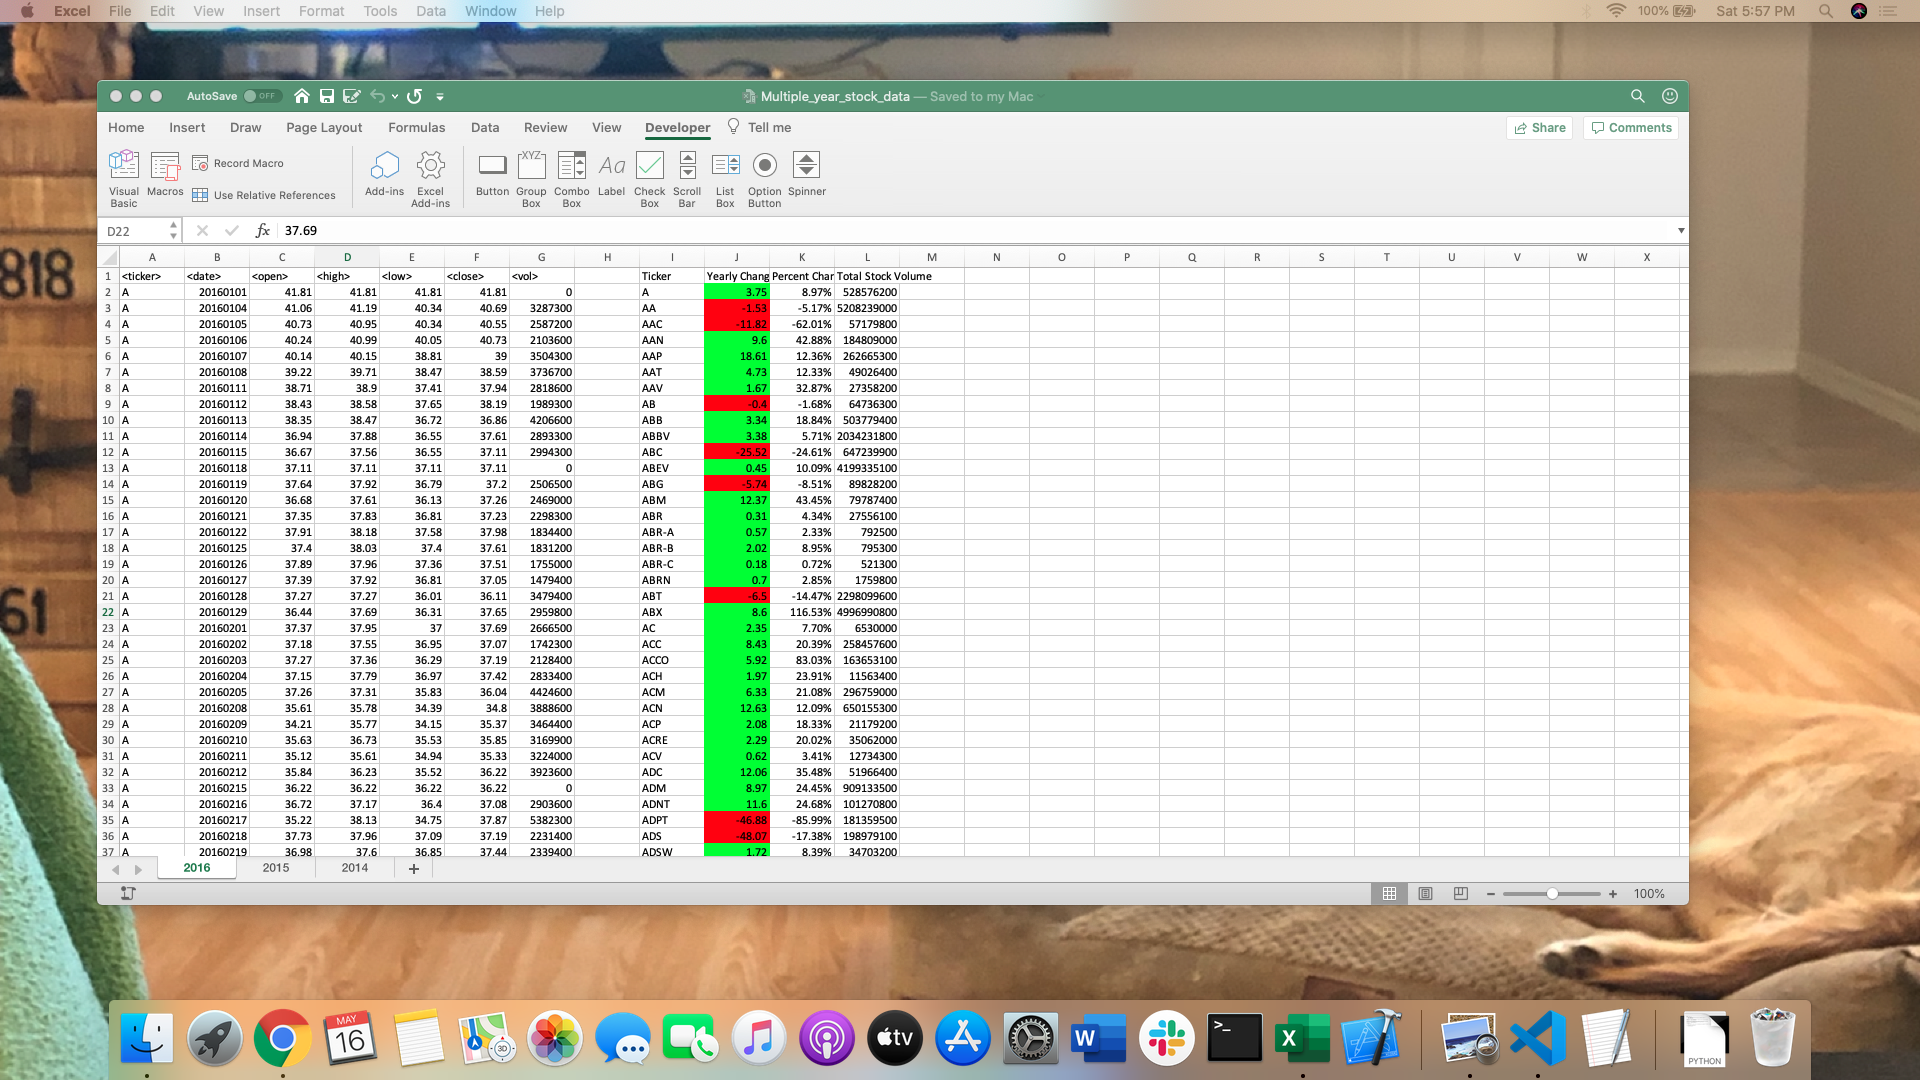 Excel File Edit View Insert Format Tools Data Window Help 100% Sat 5:57 PM
AutoSave OFF Multiple_year_stock_data — Saved to my Mac
Home Insert Draw Page Layout Formulas Data Review View Developer Tell me Share Comments
Visual Basic Macros Record Macro Use Relative References Add-ins Excel Add-ins Button XYZ Group Box Combo Box Aa Label Check Box Scroll Bar List Box Option Button Spinner
D22 fx 37.69
A B C D E F G H I J K L M N O P Q R S T U V W X
1 <ticker> <date> <open> <high> <low> <close> <vol> Ticker Yearly Chang Percent Char Total Stock Volume
2 A 20160101 41.81 41.81 41.81 41.81 0 A 3.75 8.97% 528576200
3 A 20160104 41.06 41.19 40.34 40.69 3287300 AA -1.53 -5.17% 5208239000
4 A 20160105 40.73 40.95 40.34 40.55 2587200 AAC -11.82 -62.01% 57179800
5 A 20160106 40.24 40.99 40.05 40.73 2103600 AAN 9.6 42.88% 184809000
6 A 20160107 40.14 40.15 38.81 39 3504300 AAP 18.61 12.36% 262665300
7 A 20160108 39.22 39.71 38.47 38.59 3736700 AAT 4.73 12.33% 49026400
8 A 20160111 38.71 38.9 37.41 37.94 2818600 AAV 1.67 32.87% 27358200
9 A 20160112 38.43 38.58 37.65 38.19 1989300 AB -0.4 -1.68% 64736300
10 A 20160113 38.35 38.47 36.72 36.86 4206600 ABB 3.34 18.84% 503779400
11 A 20160114 36.94 37.88 36.55 37.61 2893300 ABBV 3.38 5.71% 2034231800
12 A 20160115 36.67 37.56 36.55 37.11 2994300 ABC -25.52 -24.61% 647239900
13 A 20160118 37.11 37.11 37.11 37.11 0 ABEV 0.45 10.09% 4199335100
14 A 20160119 37.64 37.92 36.79 37.2 2506500 ABG -5.74 -8.51% 89828200
15 A 20160120 36.68 37.61 36.13 37.26 2469000 ABM 12.37 43.45% 79787400
16 A 20160121 37.35 37.83 36.81 37.23 2298300 ABR 0.31 4.34% 27556100
17 A 20160122 37.91 38.18 37.58 37.98 1834400 ABR-A 0.57 2.33% 792500
18 A 20160125 37.4 38.03 37.4 37.61 1831200 ABR-B 2.02 8.95% 795300
19 A 20160126 37.89 37.96 37.36 37.51 1755000 ABR-C 0.18 0.72% 521300
20 A 20160127 37.39 37.92 36.81 37.05 1479400 ABRN 0.7 2.85% 1759800
21 A 20160128 37.27 37.27 36.01 36.11 3479400 ABT -6.5 -14.47% 2298099600
22 A 20160129 36.44 37.69 36.31 37.65 2959800 ABX 8.6 116.53% 4996990800
23 A 20160201 37.37 37.95 37 37.69 2666500 AC 2.35 7.70% 6530000
24 A 20160202 37.18 37.55 36.95 37.07 1742300 ACC 8.43 20.39% 258457600
25 A 20160203 37.27 37.36 36.29 37.19 2128400 ACCO 5.92 83.03% 163653100
26 A 20160204 37.15 37.79 36.97 37.42 2833400 ACH 1.97 23.91% 11563400
27 A 20160205 37.26 37.31 35.83 36.04 4424600 ACM 6.33 21.08% 296759000
28 A 20160208 35.61 35.78 34.39 34.8 3888600 ACN 12.63 12.09% 650155300
29 A 20160209 34.21 35.77 34.15 35.37 3464400 ACP 2.08 18.33% 21179200
30 A 20160210 35.63 36.73 35.53 35.85 3169900 ACRE 2.29 20.02% 35062000
31 A 20160211 35.12 35.61 34.94 35.33 3224000 ACV 0.62 3.41% 12734300
32 A 20160212 35.84 36.23 35.52 36.22 3923600 ADC 12.06 35.48% 51966400
33 A 20160215 36.22 36.22 36.22 36.22 0 ADM 8.97 24.45% 909133500
34 A 20160216 36.72 37.17 36.4 37.08 2903600 ADNT 11.6 24.68% 101270800
35 A 20160217 35.22 38.13 34.75 37.87 5382300 ADPT -46.88 -85.99% 181359500
36 A 20160218 37.73 37.96 37.09 37.19 2231400 ADS -48.07 -17.38% 198979100
37 A 20160219 36.98 37.6 36.85 37.44 2339400 ADSW 1.72 8.39% 34703200
2016 2015 2014 +
100%
818
61
MAY 16 3D tv W >_ X PYTHON